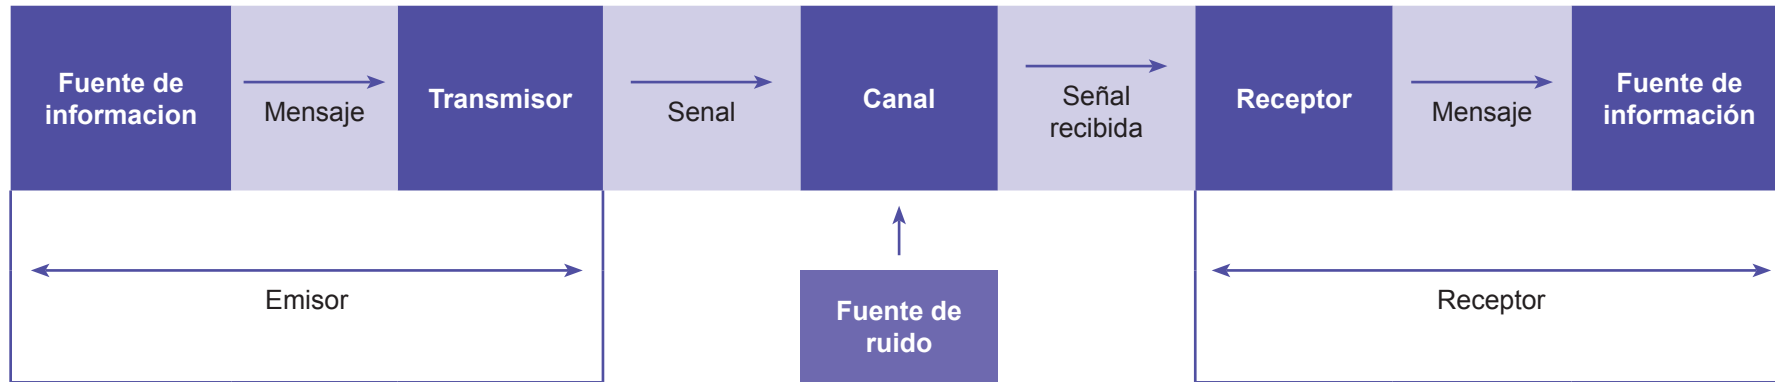 Fuente de
informacion
Mensaje
Transmisor
Senal
Canal
Señal
recibida
Receptor
Mensaje
Fuente de
información
Emisor
Fuente de
ruido
Receptor